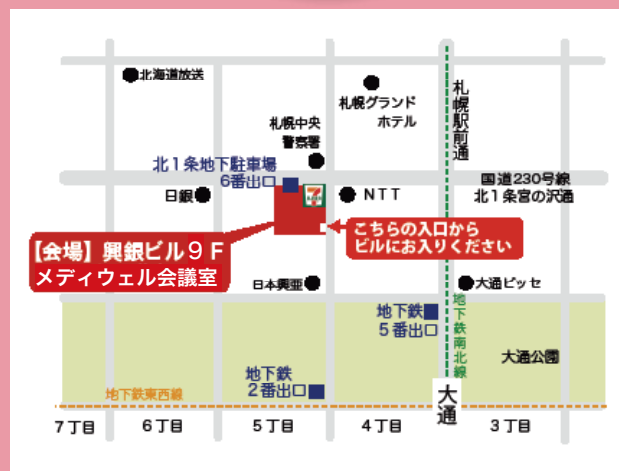 北海道放送
札幌グランド
ホテル
札幌駅前通
札幌中央
警察署
北1条地下駐車場
6番出口
国道230号線
北1条宮の沢通
日銀
7
NTT
【会場】興銀ビル9F
メディウェル会議室
こちらの入口から
ビルにお入りください
日本興亜
大通ビッセ
地下鉄
5番出口
地下鉄南北線
大通公園
地下鉄
2番出口
地下鉄東西線
大通
7丁目
6丁目
5丁目
4丁目
3丁目